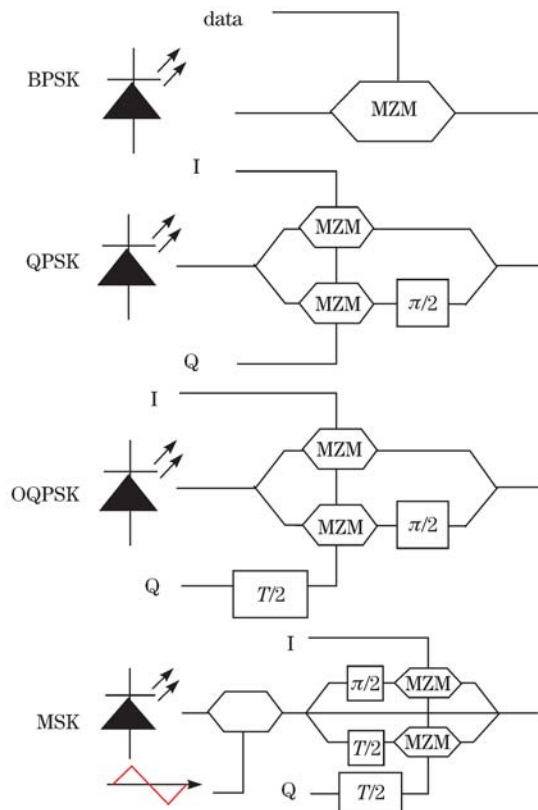 data
BPSK
MZM
I
MZM
QPSK
MZM
π/2
Q
I
MZM
OQPSK
MZM
π/2
Q
T/2
I
π/2
MZM
MSK
T/2
MZM
Q
T/2